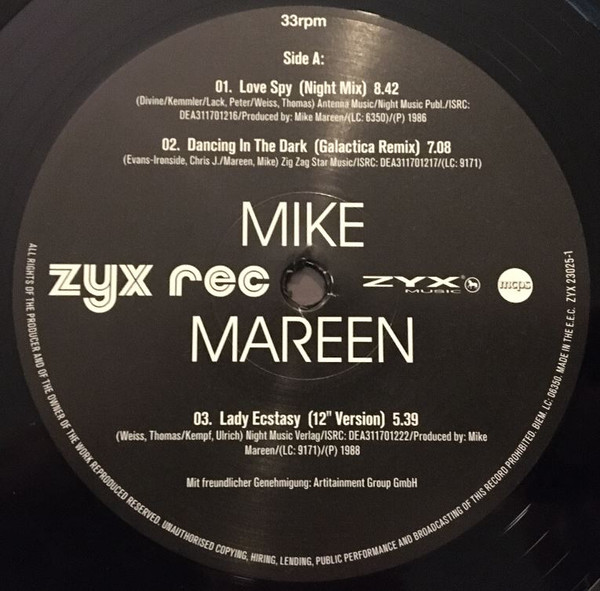 33rpm
Side A:
01. Love Spy (Night Mix) 8.42
(Divine/Kemmler/Lack, Peter/Weiss, Thomas) Antenna Music/Night Music Publ./ISRC:
DEA311701216/Produced by: Mike Mareen/(LC: 6350)/(P) 1986
02. Dancing In The Dark (Galactica Remix) 7.08
(Evans-Ironside, Chris J./Mareen, Mike) Zig Zag Star Music/ISRC: DEA311701217/(LC: 9171)
MIKE
zyx rec
ZYX®
MUSIC
mcps
MAREEN
03. Lady Ecstasy (12" Version) 5.39
(Weiss, Thomas/Kempf, Ulrich) Night Music Verlag/ISRC: DEA311701222/Produced by: Mike
Mareen/(LC: 9171)/(P) 1988
Mit freundlicher Genehmigung: Artitainment Group GmbH
ALL RIGHTS OF THE PRODUCER AND OF THE OWNER OF THE WORK REPRODUCED RESERVED. UNAUTHORISED COPYING, HIRING, LENDING, PUBLIC PERFORMANCE AND BROADCASTING OF THIS RECORD PROHIBITED. BIEM. LC: 06350. MADE IN THE E.E.C. ZYX 23025-1